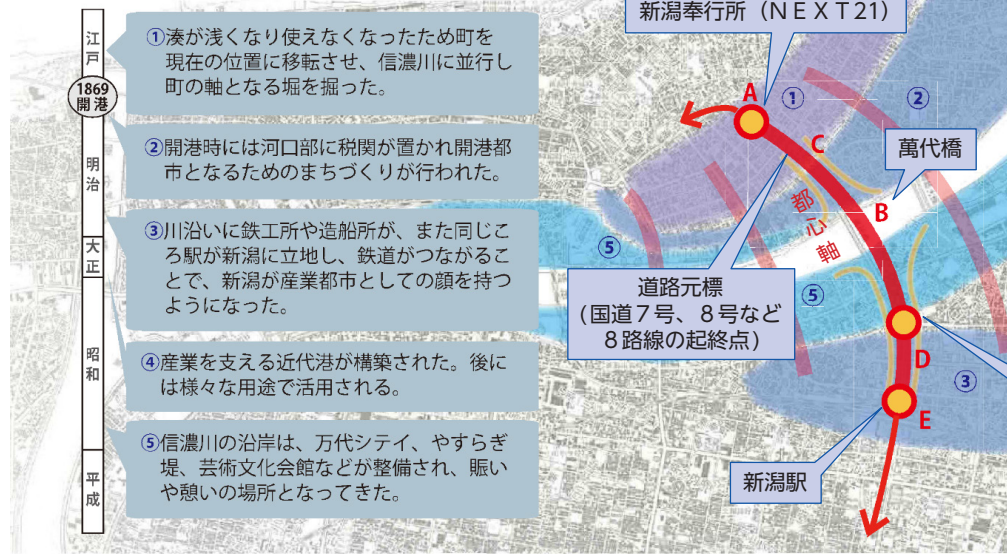 江戸
1869
開港
明治
大正
昭和
平成
①湊が浅くなり使えなくなったため町を
現在の位置に移転させ、信濃川に並行し
町の軸となる堀を掘った。
②開港時には河口部に税関が置かれ開港都
市となるためのまちづくりが行われた。
③川沿いに鉄工所や造船所が、また同じこ
ろ駅が新潟に立地し、鉄道がつながること
で、新潟が産業都市としての顔を持つ
ようになった。
④産業を支える近代港が構築された。後に
は様々な用途で活用される。
⑤信濃川の沿岸は、万代シテイ、やすらぎ
堤、芸術文化会館などが整備され、賑い
や憩いの場所となってきた。
新潟奉行所（ＮＥＸＴ21）
A
①
②
C
萬代橋
B
都心軸
⑤
⑤
道路元標
(国道７号、８号など
８路線の起終点)
D
③
E
新潟駅